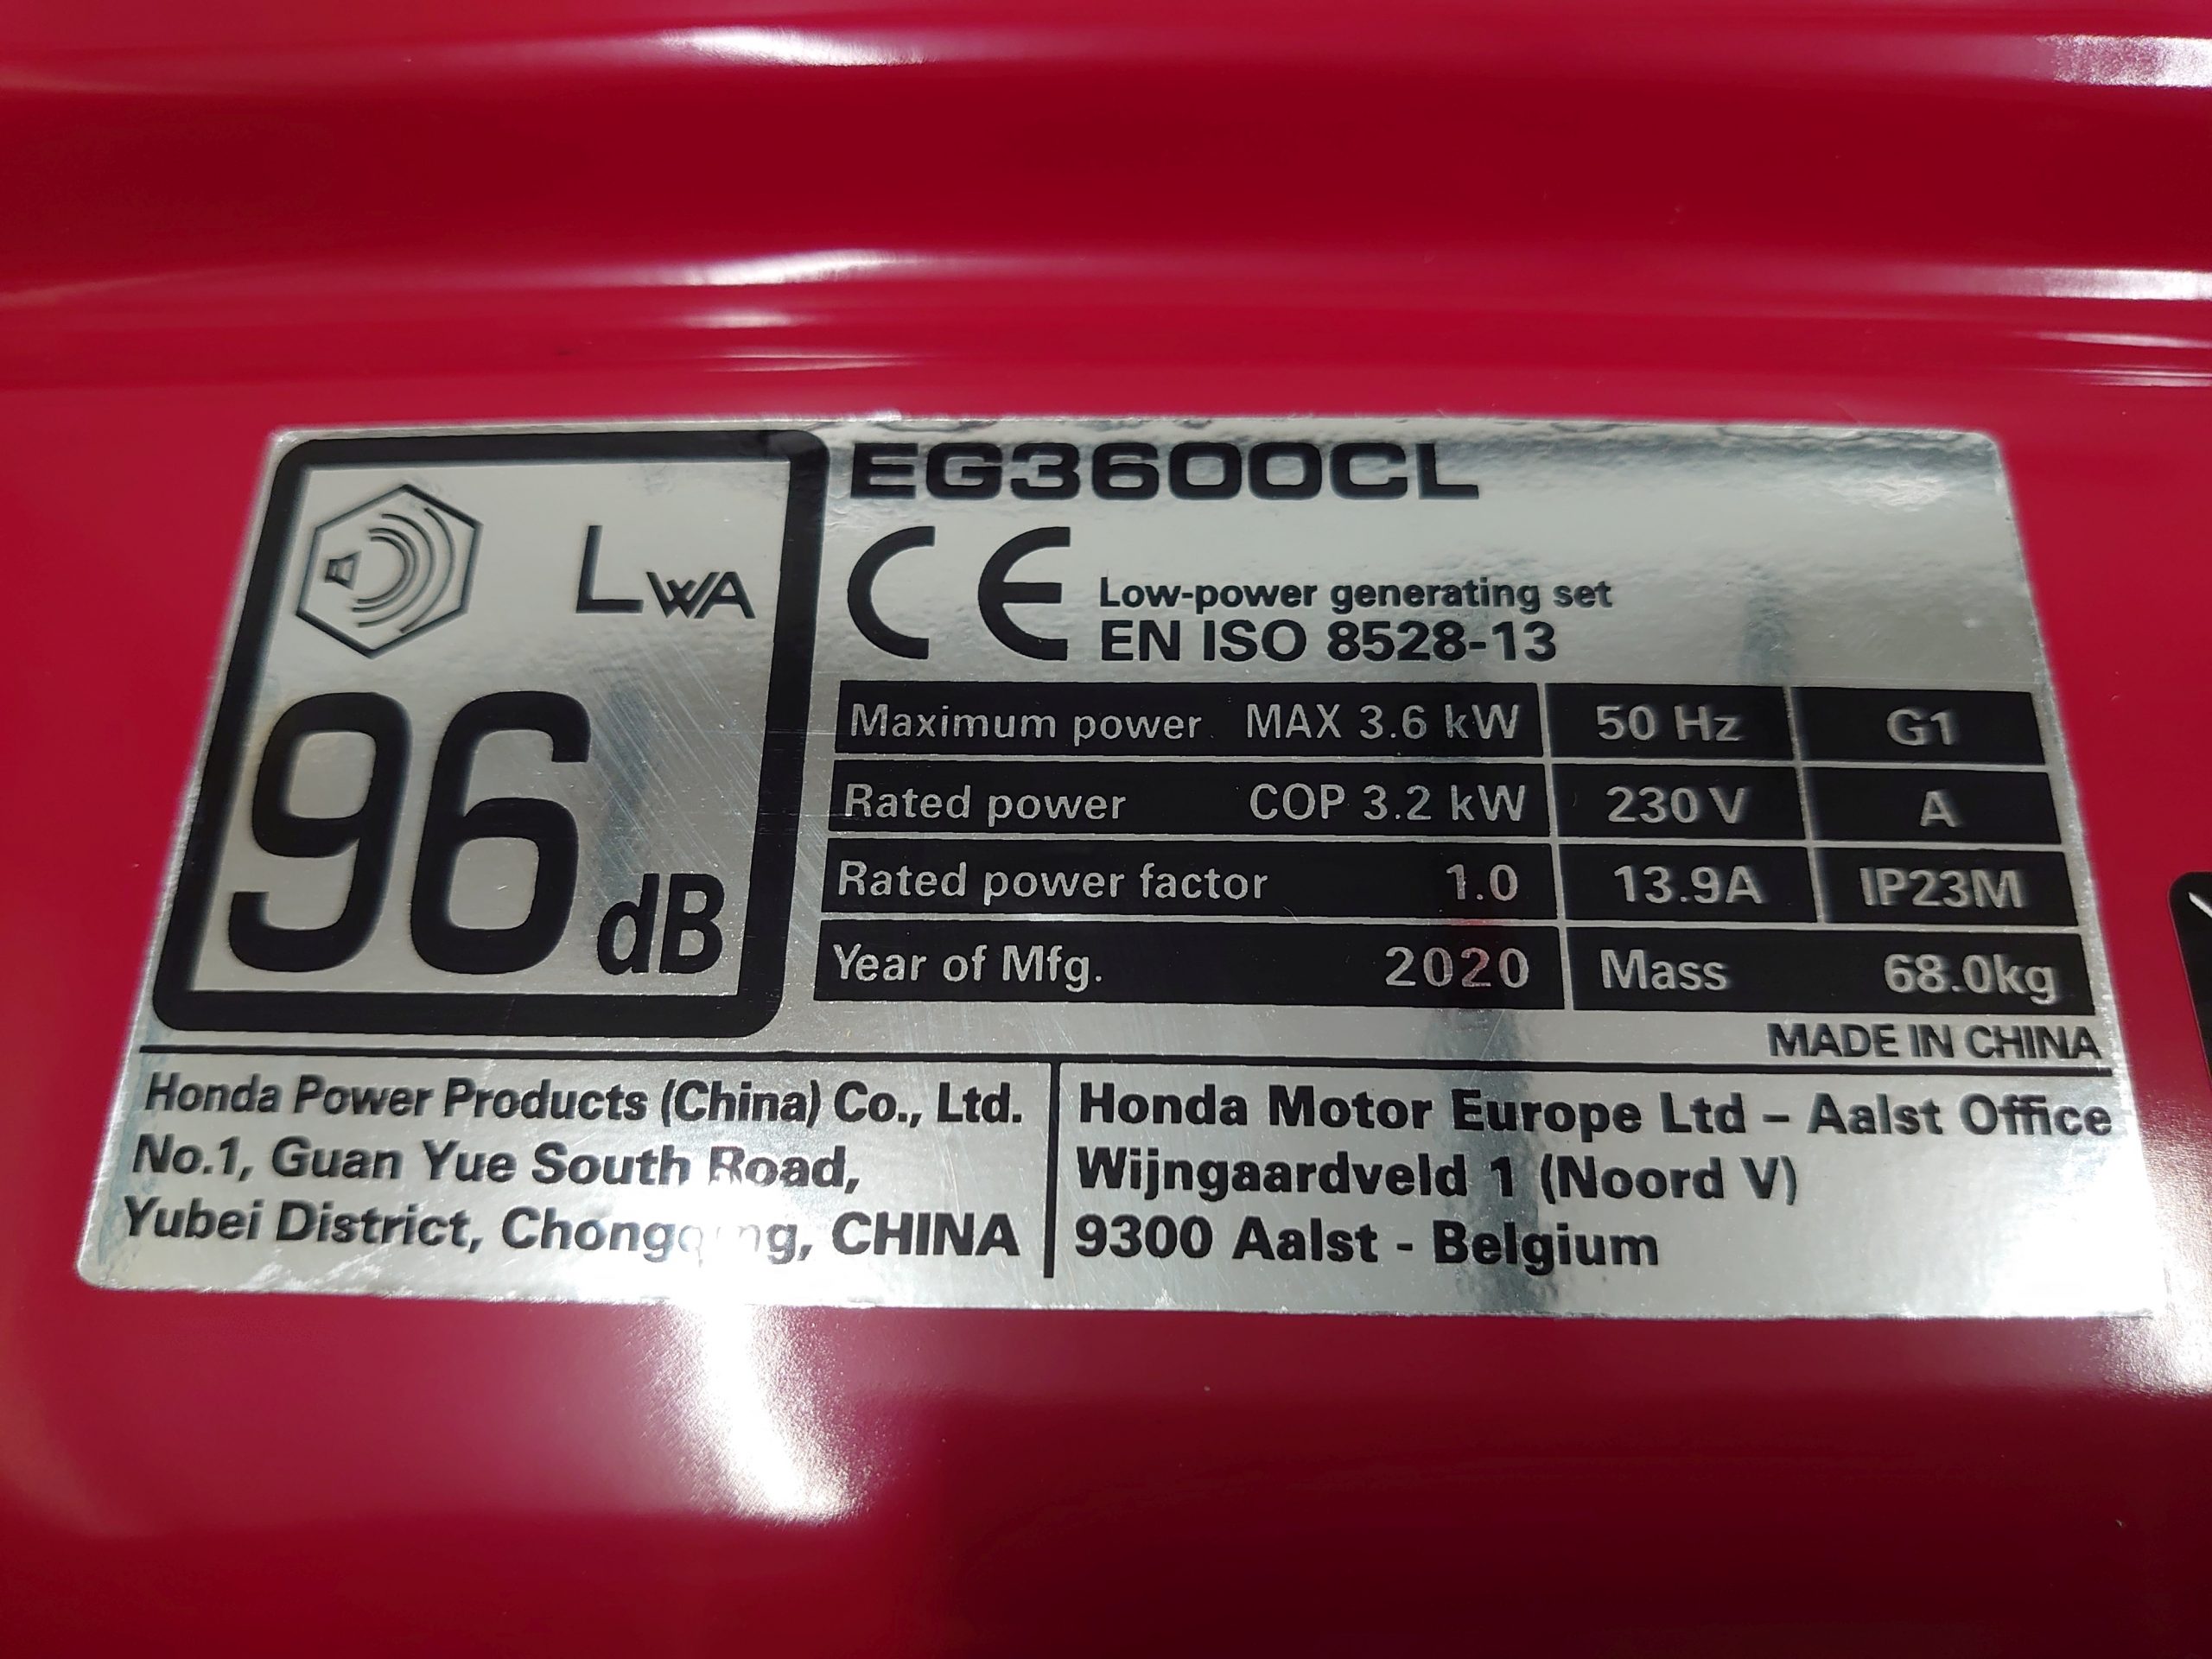 EG3600CL
LWA
96 dB
CE
Low-power generating set
EN ISO 8528-13
Maximum power MAX 3.6 kW 50 Hz G1
Rated power COP 3.2 kW 230 V A
Rated power factor 1.0 13.9A IP23M
Year of Mfg. 2020 Mass 68.0kg
MADE IN CHINA
Honda Power Products (China) Co., Ltd.
No.1, Guan Yue South Road,
Yubei District, Chongqing, CHINA
Honda Motor Europe Ltd – Aalst Office
Wijngaardveld 1 (Noord V)
9300 Aalst - Belgium